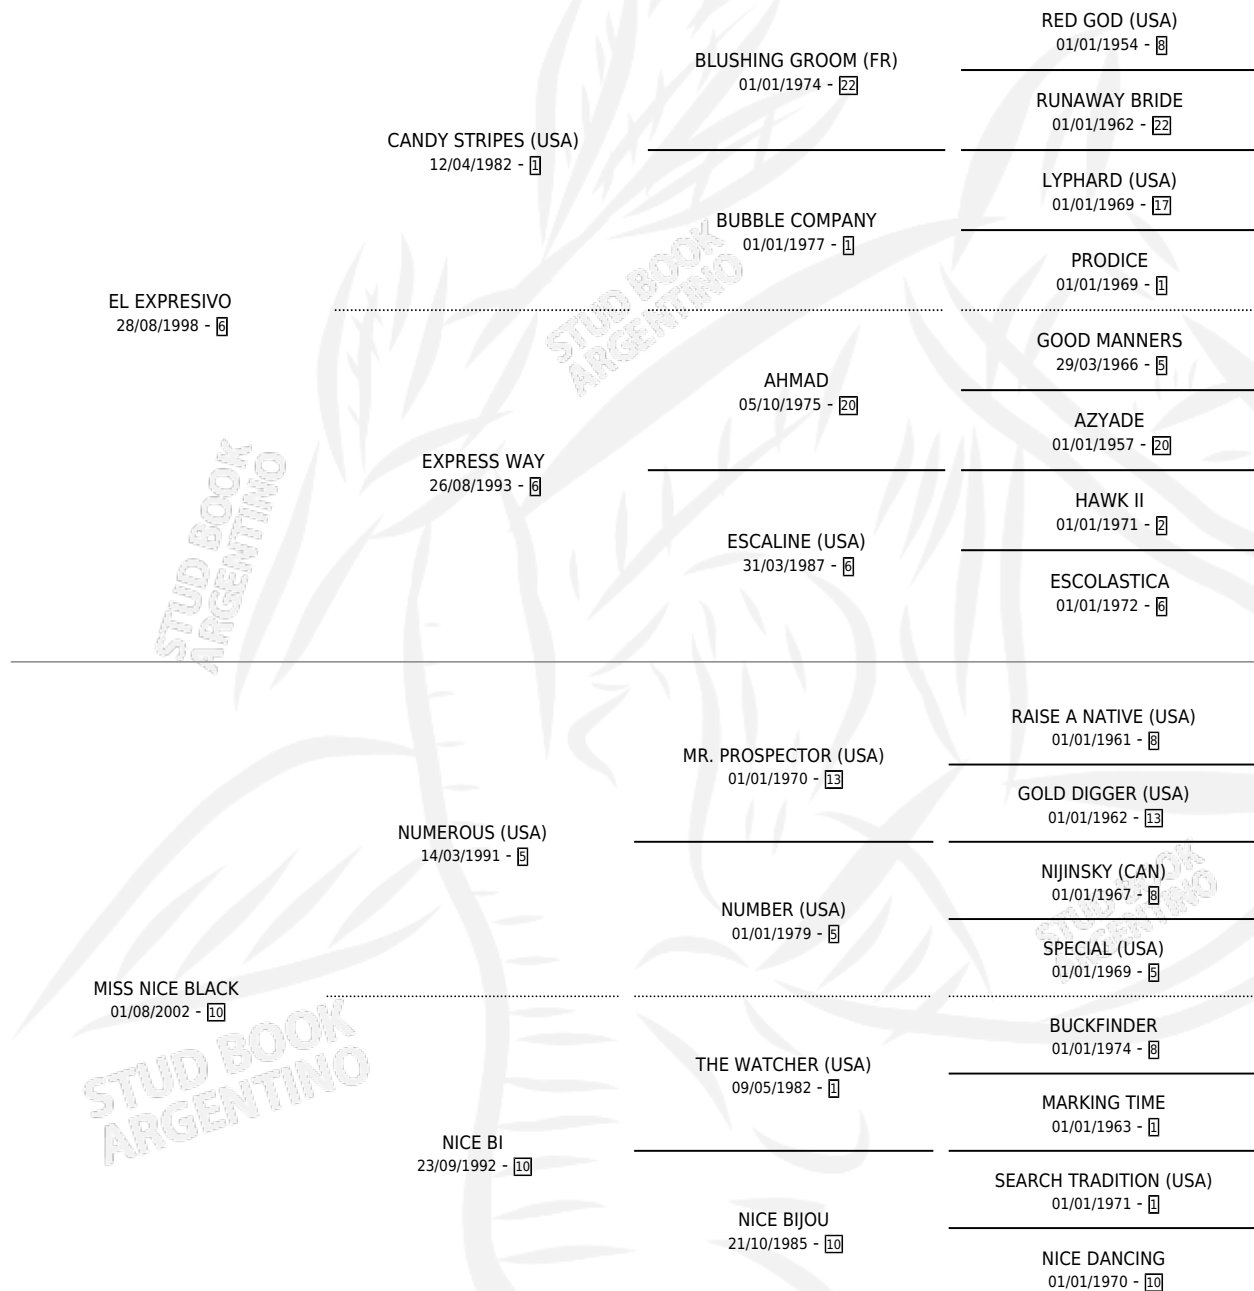 RED GOD (USA)
01/01/1954 - 8
BLUSHING GROOM (FR)
01/01/1974 - 22
RUNAWAY BRIDE
01/01/1962 - 22
CANDY STRIPES (USA)
12/04/1982 - 1
LYPHARD (USA)
01/01/1969 - 17
BUBBLE COMPANY
01/01/1977 - 1
PRODICE
01/01/1969 - 1
EL EXPRESIVO
28/08/1998 - 6
GOOD MANNERS
29/03/1966 - 5
AHMAD
05/10/1975 - 20
AZYADE
01/01/1957 - 20
EXPRESS WAY
26/08/1993 - 6
HAWK II
01/01/1971 - 2
ESCALINE (USA)
31/03/1987 - 6
ESCOLASTICA
01/01/1972 - 6
RAISE A NATIVE (USA)
01/01/1961 - 8
MR. PROSPECTOR (USA)
01/01/1970 - 13
GOLD DIGGER (USA)
01/01/1962 - 13
NUMEROUS (USA)
14/03/1991 - 5
NIJINSKY (CAN)
01/01/1967 - 8
NUMBER (USA)
01/01/1979 - 5
SPECIAL (USA)
01/01/1969 - 5
MISS NICE BLACK
01/08/2002 - 10
BUCKFINDER
01/01/1974 - 8
THE WATCHER (USA)
09/05/1982 - 1
MARKING TIME
01/01/1963 - 1
NICE BI
23/09/1992 - 10
SEARCH TRADITION (USA)
01/01/1971 - 1
NICE BIJOU
21/10/1985 - 10
NICE DANCING
01/01/1970 - 10
STUD BOOK
ARGENTINO
STUD BOOK
ARGENTINO
STUD BOOK
ARGENTINO
STUD BOOK
ARGENTINO